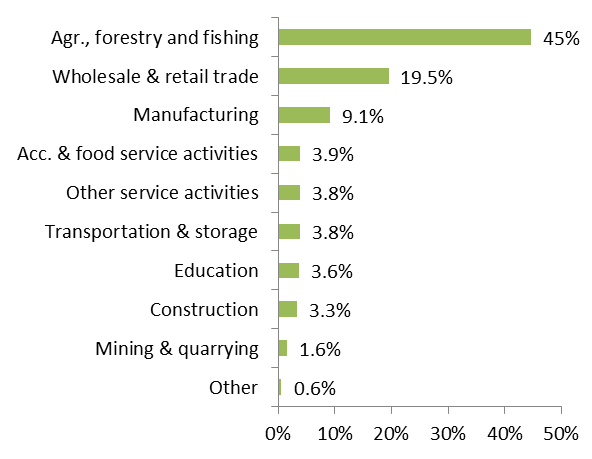 Agr., forestry and fishing 45%
Wholesale & retail trade 19.5%
Manufacturing 9.1%
Acc. & food service activities 3.9%
Other service activities 3.8%
Transportation & storage 3.8%
Education 3.6%
Construction 3.3%
Mining & quarrying 1.6%
Other 0.6%
0% 10% 20% 30% 40% 50%